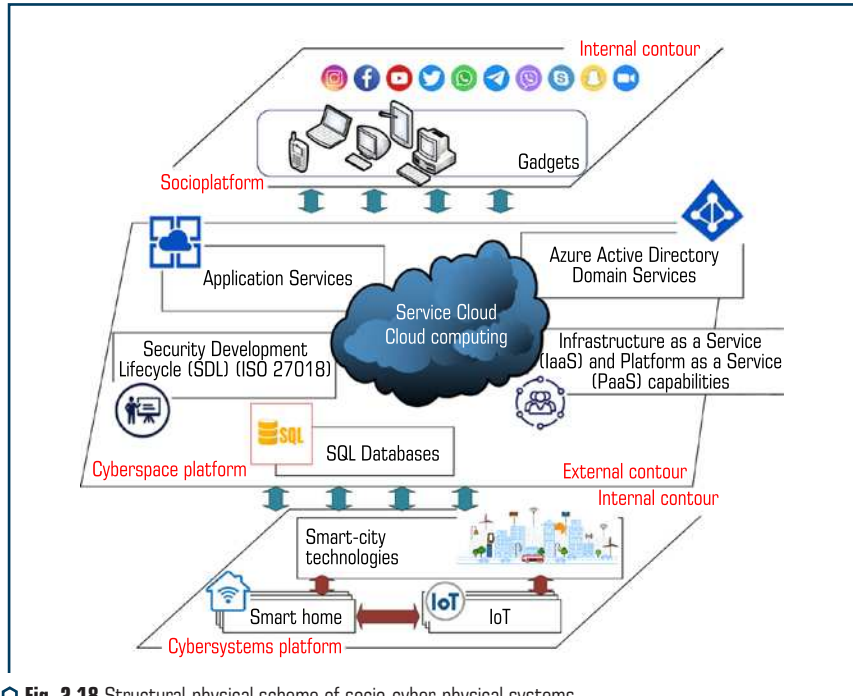 Internal contour
Gadgets
Socioplatform
Application Services
Azure Active Directory
Domain Services
Service Cloud
Cloud computing
Security Development
Lifecycle (SDL) (ISO 27018)
Infrastructure as a Service
(IaaS) and Platform as a Service
(PaaS) capabilities
SQL
SQL Databases
Cyberspace platform
External contour
Internal contour
Smart-city
technologies
Smart home
IoT
IoT
Cybersystems platform